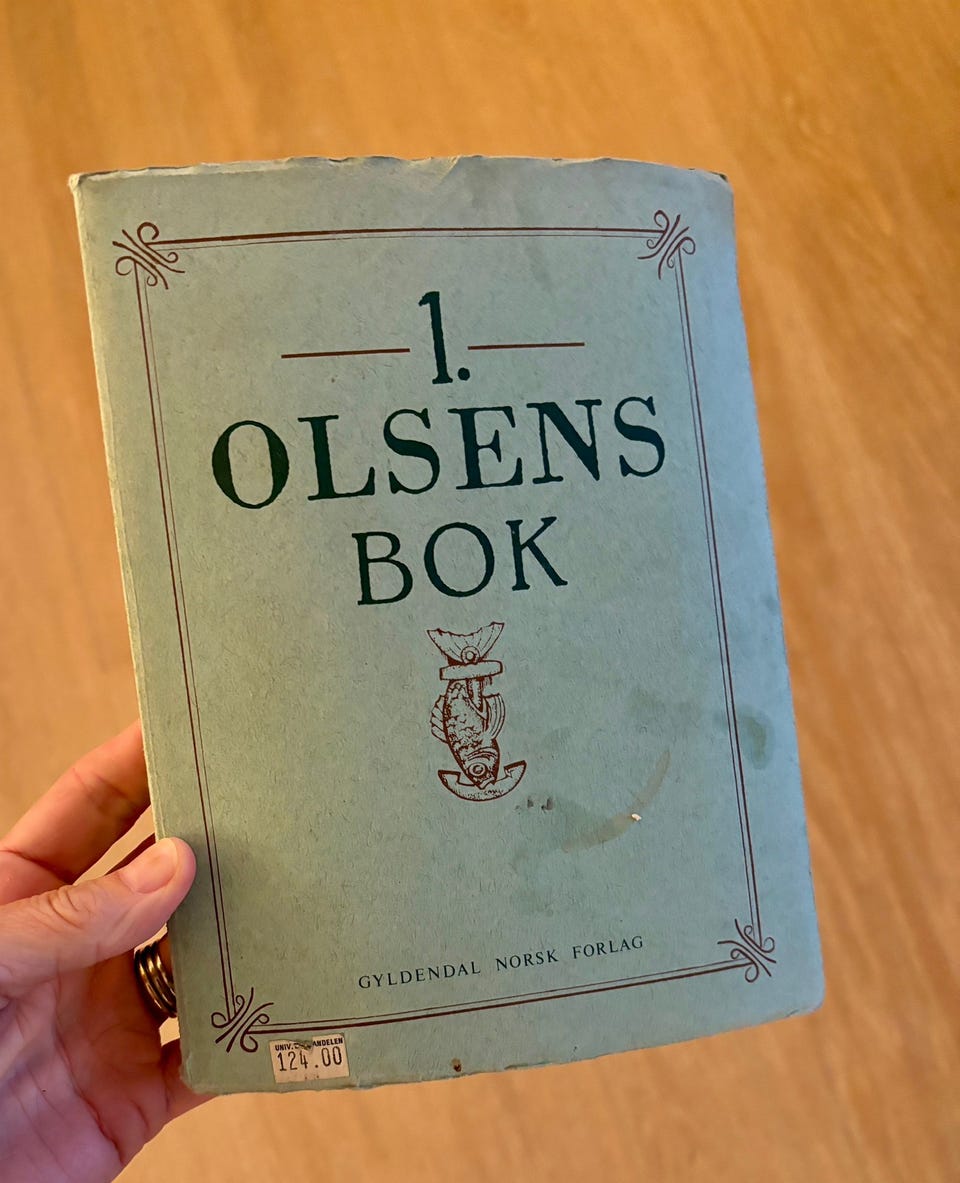 1.
OLSENS
BOK
GYLDENDAL NORSK FORLAG
124.00